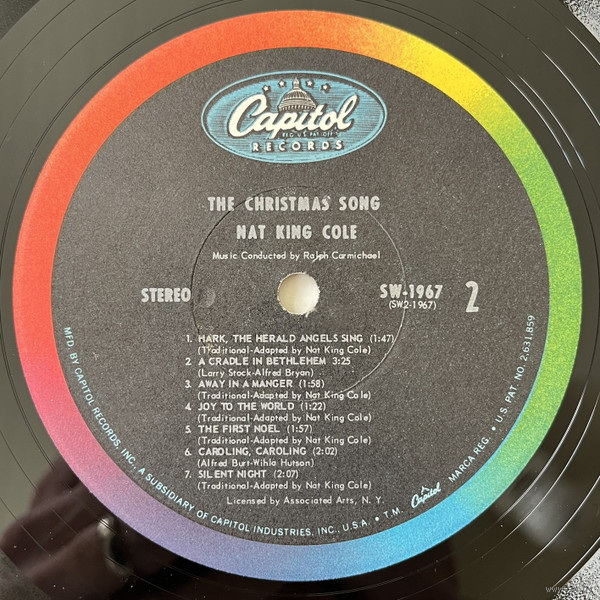 Capitol
REG. U.S. PAT. OFF.
RECORDS
THE CHRISTMAS SONG
NAT KING COLE
Music Conducted by Ralph Carmichael
STEREO
SW-1967
(SW2-1967)
2
1. HARK, THE HERALD ANGELS SING (1:47)
(Traditional-Adapted by Nat King Cole)
2. A CRADLE IN BETHLEHEM 3:25
(Larry Stock-Alfred Bryan)
3. AWAY IN A MANGER (1:58)
(Traditional-Adapted by Nat King Cole)
4. JOY TO THE WORLD (1:22)
(Traditional-Adapted by Nat King Cole)
5. THE FIRST NOEL (1:57)
(Traditional-Adapted by Nat King Cole)
6. CAROLING, CAROLING (2:02)
(Alfred Burt-Wihla Hutson)
7. SILENT NIGHT (2:07)
(Traditional-Adapted by Nat King Cole)
Licensed by Associated Arts, N. Y.
MFD. BY CAPITOL RECORDS, INC., A SUBSIDIARY OF CAPITOL INDUSTRIES, INC., U.S.A. • T.M. Capitol MARCA REG. • U.S. PAT. NO. 2,631,859